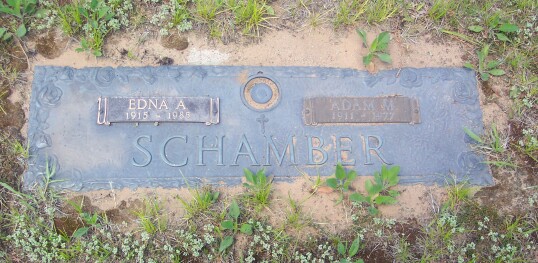 EDNA A.
1915 - 1988
ADAM M.
SCHAMBER